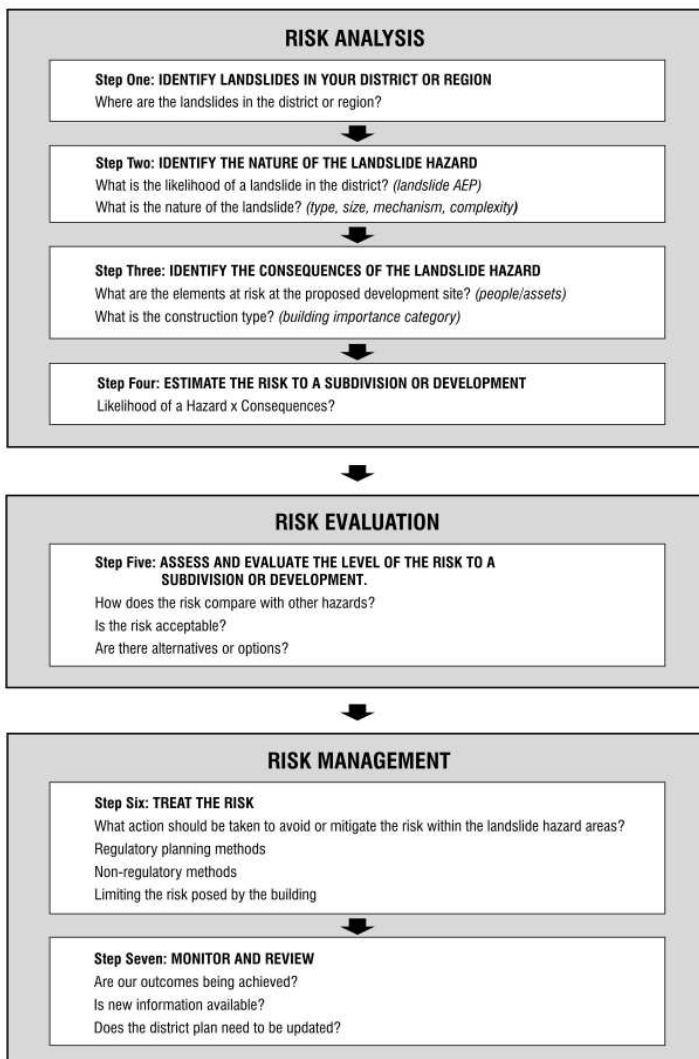 RISK ANALYSIS
Step One: IDENTIFY LANDSLIDES IN YOUR DISTRICT OR REGION
Where are the landslides in the district or region?
Step Two: IDENTIFY THE NATURE OF THE LANDSLIDE HAZARD
What is the likelihood of a landslide in the district? (landslide AEP)
What is the nature of the landslide? (type, size, mechanism, complexity)
Step Three: IDENTIFY THE CONSEQUENCES OF THE LANDSLIDE HAZARD
What are the elements at risk at the proposed development site? (people/assets)
What is the construction type? (building importance category)
Step Four: ESTIMATE THE RISK TO A SUBDIVISION OR DEVELOPMENT
Likelihood of a Hazard x Consequences?
RISK EVALUATION
Step Five: ASSESS AND EVALUATE THE LEVEL OF THE RISK TO A
SUBDIVISION OR DEVELOPMENT.
How does the risk compare with other hazards?
Is the risk acceptable?
Are there alternatives or options?
RISK MANAGEMENT
Step Six: TREAT THE RISK
What action should be taken to avoid or mitigate the risk within the landslide hazard areas?
Regulatory planning methods
Non-regulatory methods
Limiting the risk posed by the building
Step Seven: MONITOR AND REVIEW
Are our outcomes being achieved?
Is new information available?
Does the district plan need to be updated?